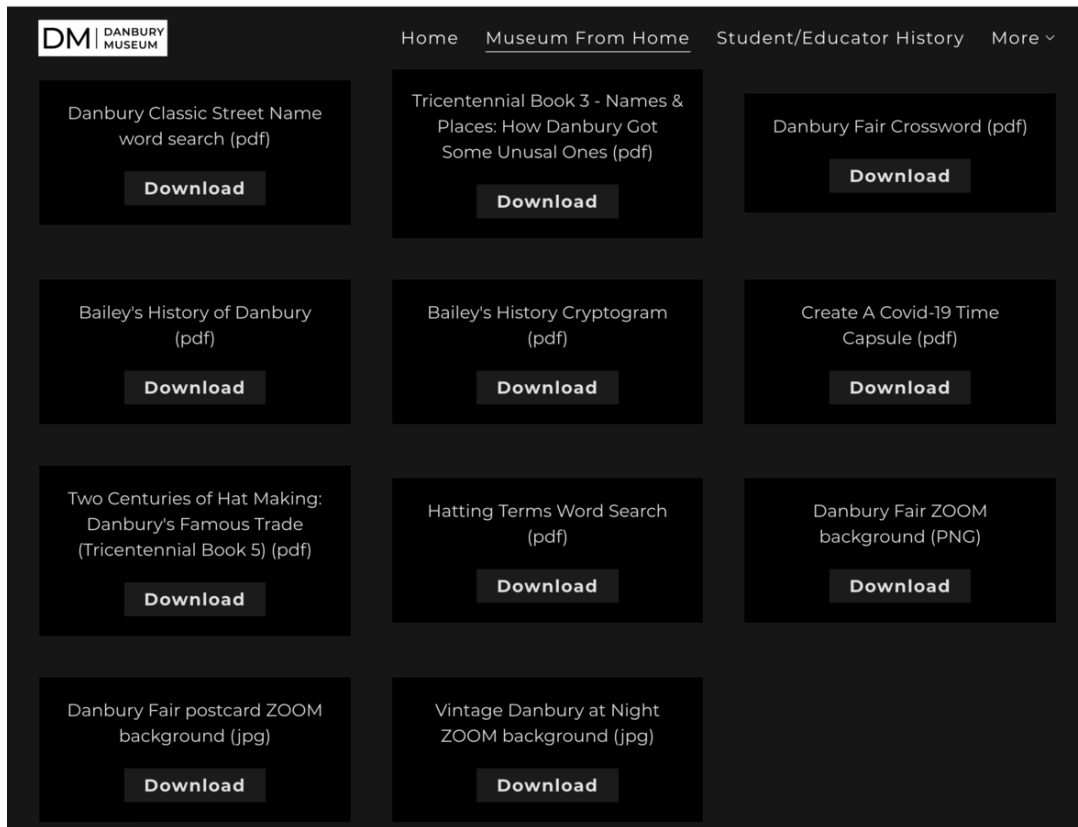 DM DANBURY
MUSEUM
Home Museum From Home Student/Educator History More
Danbury Classic Street Name
word search (pdf)
Download
Tricentennial Book 3 - Names &
Places: How Danbury Got
Some Unusal Ones (pdf)
Download
Danbury Fair Crossword (pdf)
Download
Bailey's History of Danbury
(pdf)
Download
Bailey's History Cryptogram
(pdf)
Download
Create A Covid-19 Time
Capsule (pdf)
Download
Two Centuries of Hat Making:
Danbury's Famous Trade
(Tricentennial Book 5) (pdf)
Download
Hatting Terms Word Search
(pdf)
Download
Danbury Fair ZOOM
background (PNG)
Download
Danbury Fair postcard ZOOM
background (jpg)
Download
Vintage Danbury at Night
ZOOM background (jpg)
Download